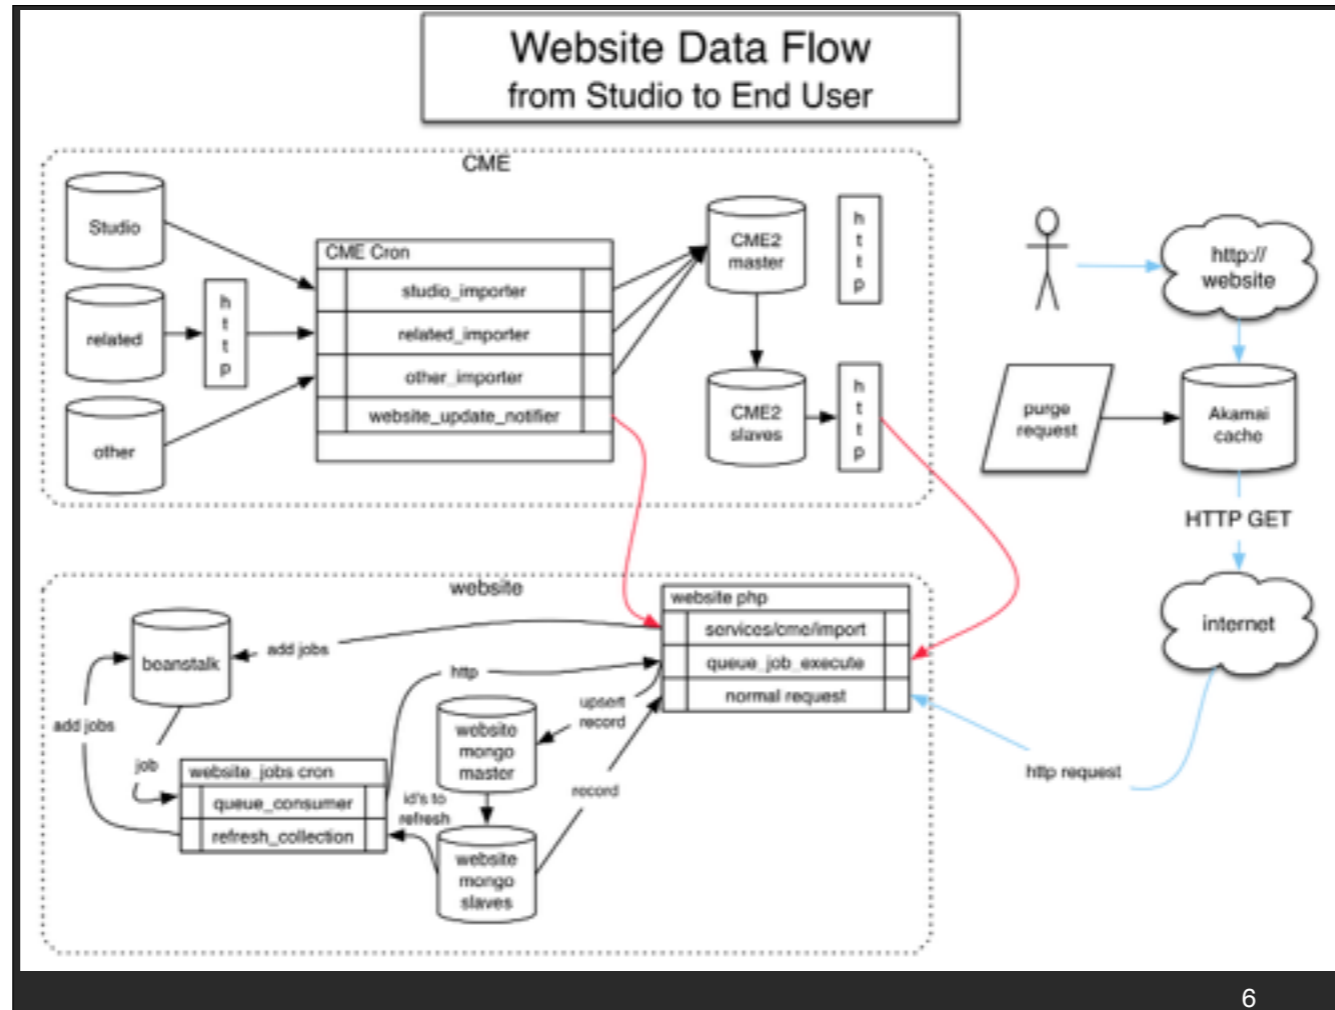 Website Data Flow
from Studio to End User
CME
Studio
related
other
h
t
t
p
CME Cron
studio_importer
related_importer
other_importer
website_update_notifier
CME2
master
CME2
slaves
h
t
t
p
h
t
t
p
http://
website
purge
request
Akamai
cache
HTTP GET
internet
http request
website
beanstalk
add jobs
add jobs
job
website_jobs cron
queue_consumer
refresh_collection
http
id's to
refresh
website
mongo
master
website
mongo
slaves
upsert
record
record
website php
services/cme/import
queue_job_execute
normal request
6